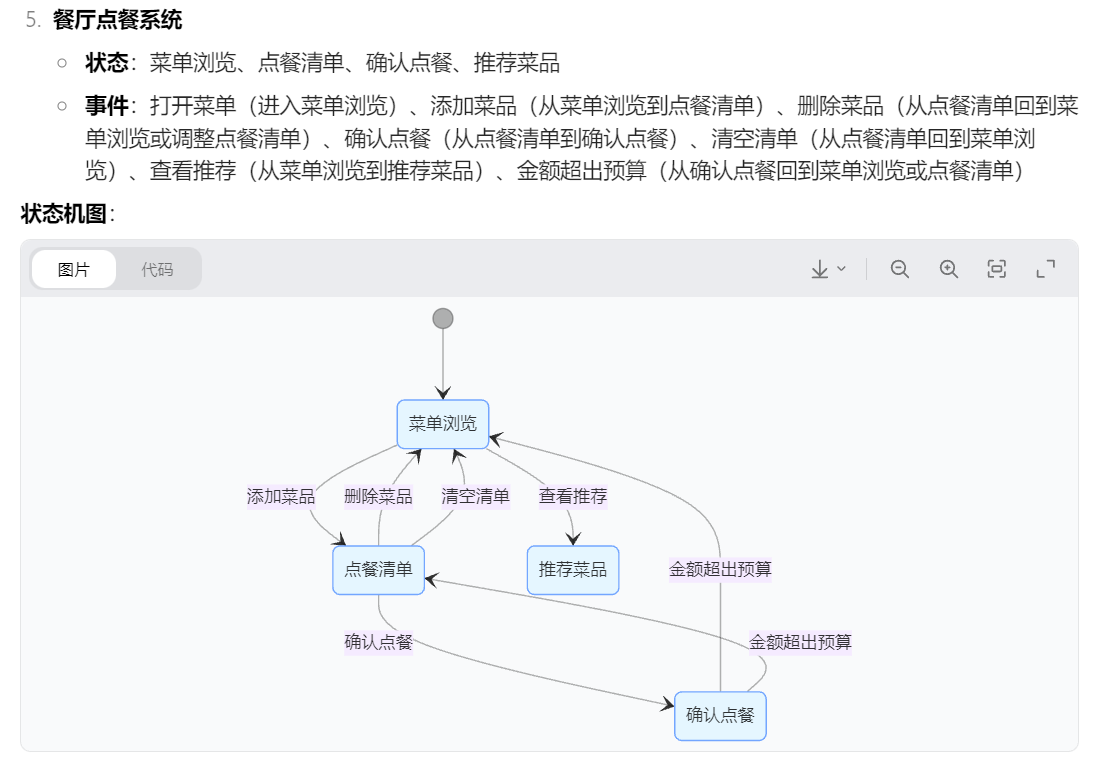 5. 餐厅点餐系统
状态：菜单浏览、点餐清单、确认点餐、推荐菜品
事件：打开菜单（进入菜单浏览）、添加菜品（从菜单浏览到点餐清单）、删除菜品（从点餐清单回到菜
单浏览或调整点餐清单）、确认点餐（从点餐清单到确认点餐）、清空清单（从点餐清单回到菜单浏
览）、查看推荐（从菜单浏览到推荐菜品）、金额超出预算（从确认点餐回到菜单浏览或点餐清单）
状态机图：
图片 代码
菜单浏览
添加菜品 删除菜品 清空清单 查看推荐
点餐清单 推荐菜品 金额超出预算
确认点餐 金额超出预算
确认点餐